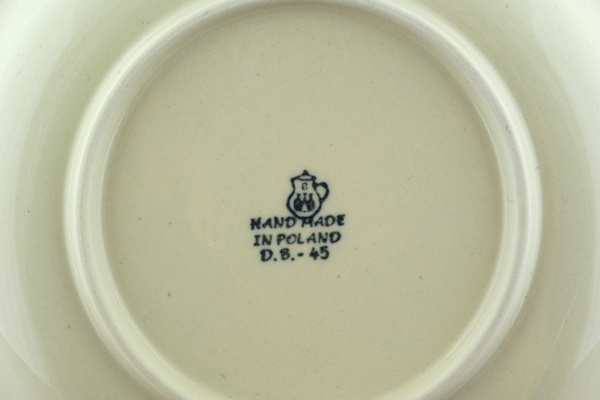 HAND MADE
IN POLAND
D.B.- 45